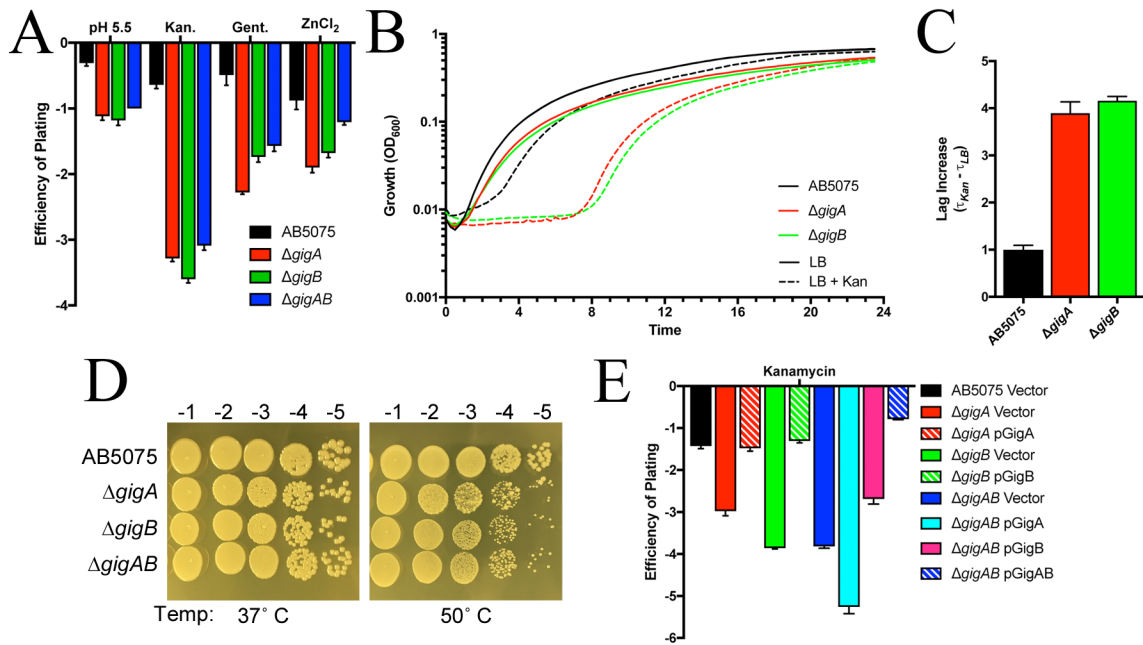 A
pH 5.5 Kan. Gent. ZnCl2
0
-1
-2
-3
-4
Efficiency of Plating
AB5075
ΔgigA
ΔgigB
ΔgigAB
B
1
0.1
0.01
0.001
Growth (OD600)
0 4 8 12 16 20 24
Time
AB5075
ΔgigA
ΔgigB
LB
LB + Kan
C
5
4
3
2
1
0
Lag Increase
(τKan - τLB)
AB5075
ΔgigA
ΔgigB
D
-1 -2 -3 -4 -5
-1 -2 -3 -4 -5
AB5075
ΔgigA
ΔgigB
ΔgigAB
Temp: 37° C 50° C
E
Kanamycin
0
-1
-2
-3
-4
-5
-6
Efficiency of Plating
AB5075 Vector
ΔgigA Vector
ΔgigA pGigA
ΔgigB Vector
ΔgigB pGigB
ΔgigAB Vector
ΔgigAB pGigA
ΔgigAB pGigB
ΔgigAB pGigAB